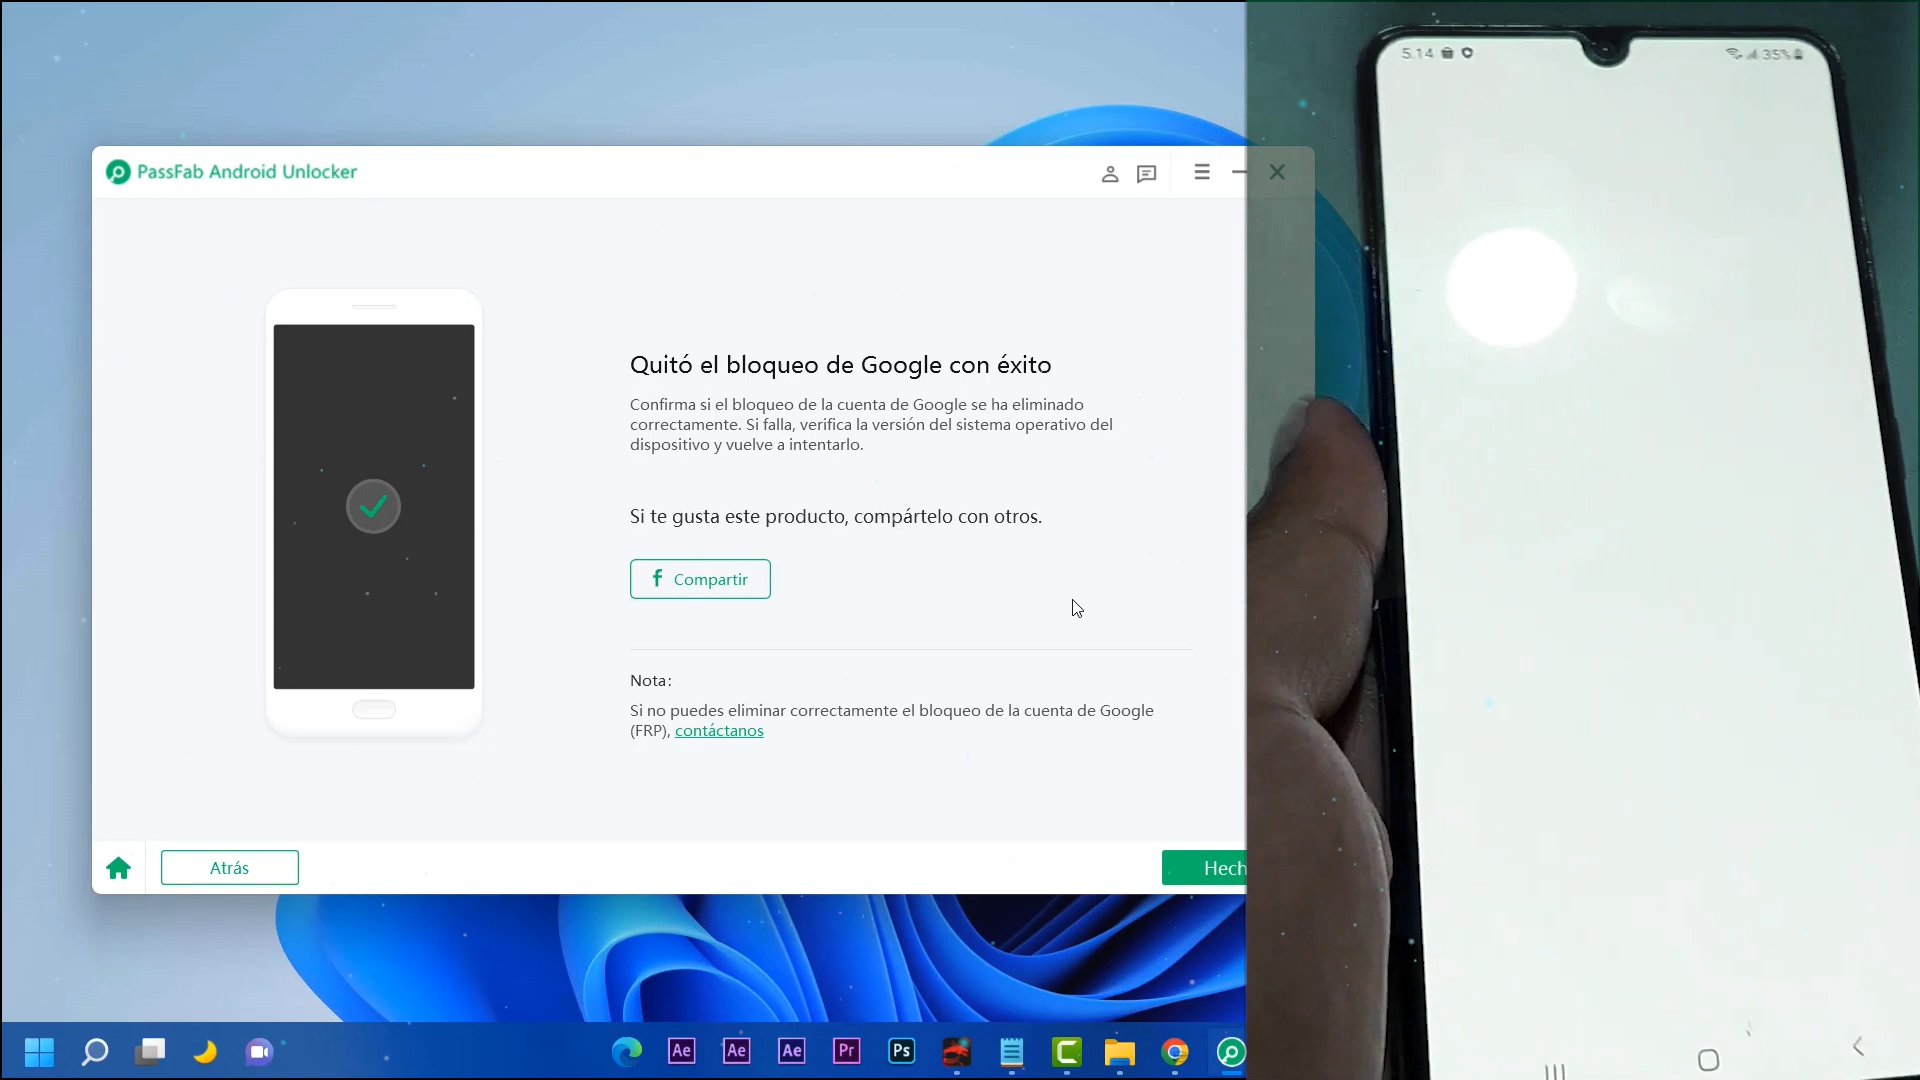 PassFab Android Unlocker
Quitó el bloqueo de Google con éxito
Confirma si el bloqueo de la cuenta de Google se ha eliminado
correctamente. Si falla, verifica la versión del sistema operativo del
dispositivo y vuelve a intentarlo.
Si te gusta este producto, compártelo con otros.
f Compartir
Nota:
Si no puedes eliminar correctamente el bloqueo de la cuenta de Google
(FRP), contáctanos
Atrás
Hech
5:14
35%
Ae
Ae
Ae
Pr
Ps